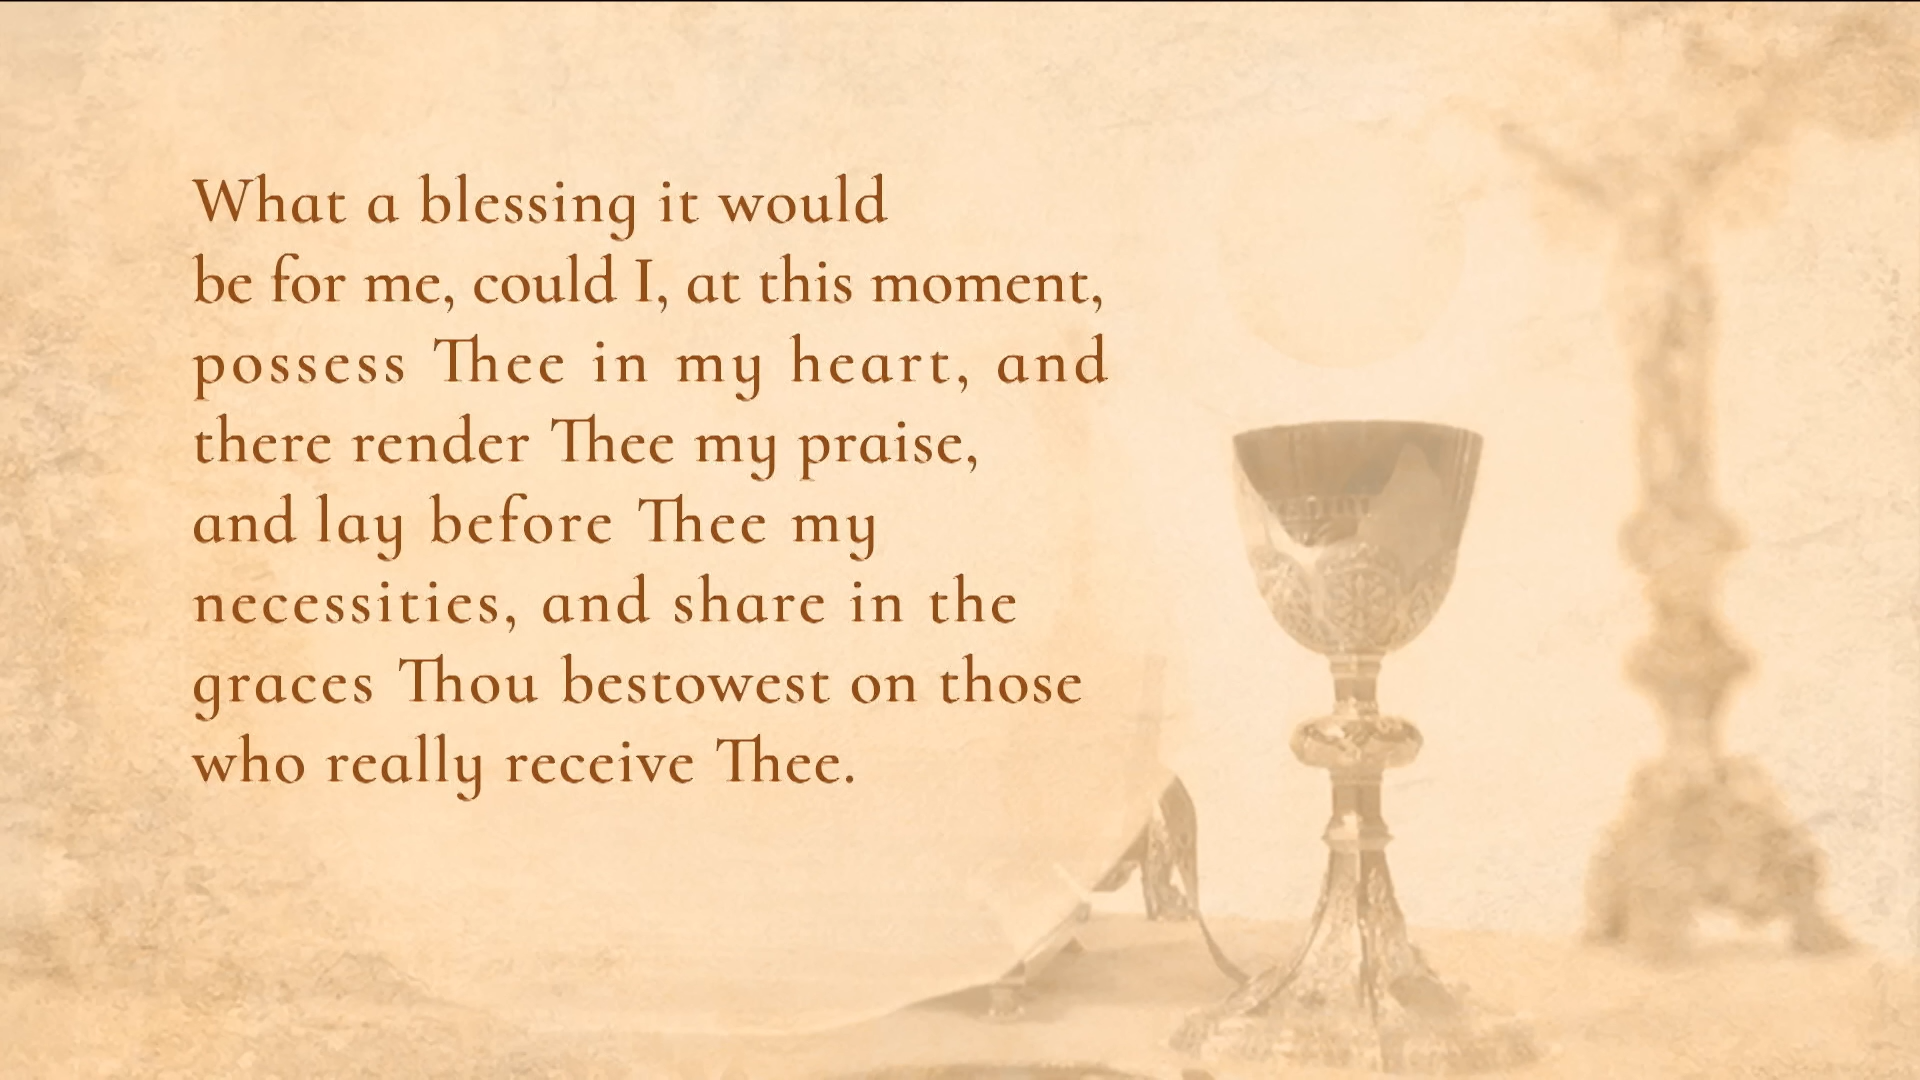 What a blessing it would
be for me, could I, at this moment,
possess Thee in my heart, and
there render Thee my praise,
and lay before Thee my
necessities, and share in the
graces Thou bestowest on those
who really receive Thee.